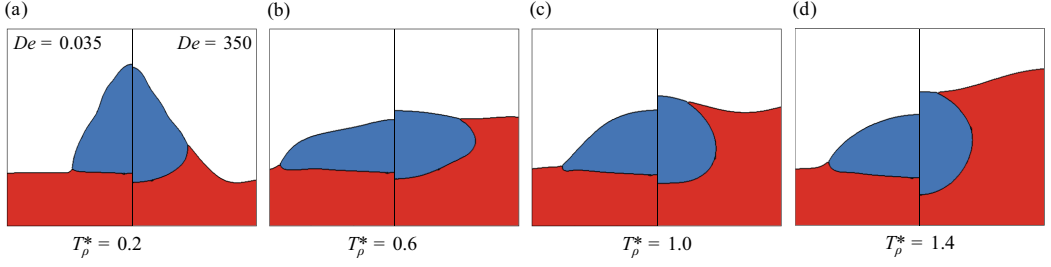 (a)
(b)
(c)
(d)
De = 0.035
De = 350
T*ρ = 0.2
T*ρ = 0.6
T*ρ = 1.0
T*ρ = 1.4